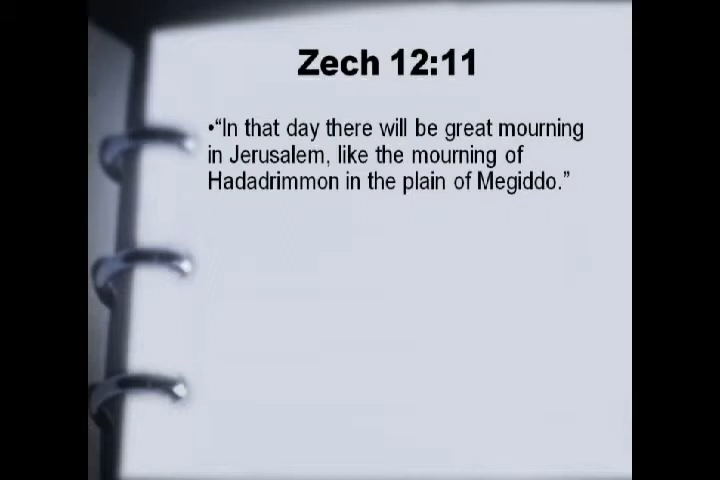 Zech 12:11
•“In that day there will be great mourning
in Jerusalem, like the mourning of
Hadadrimmon in the plain of Megiddo.”